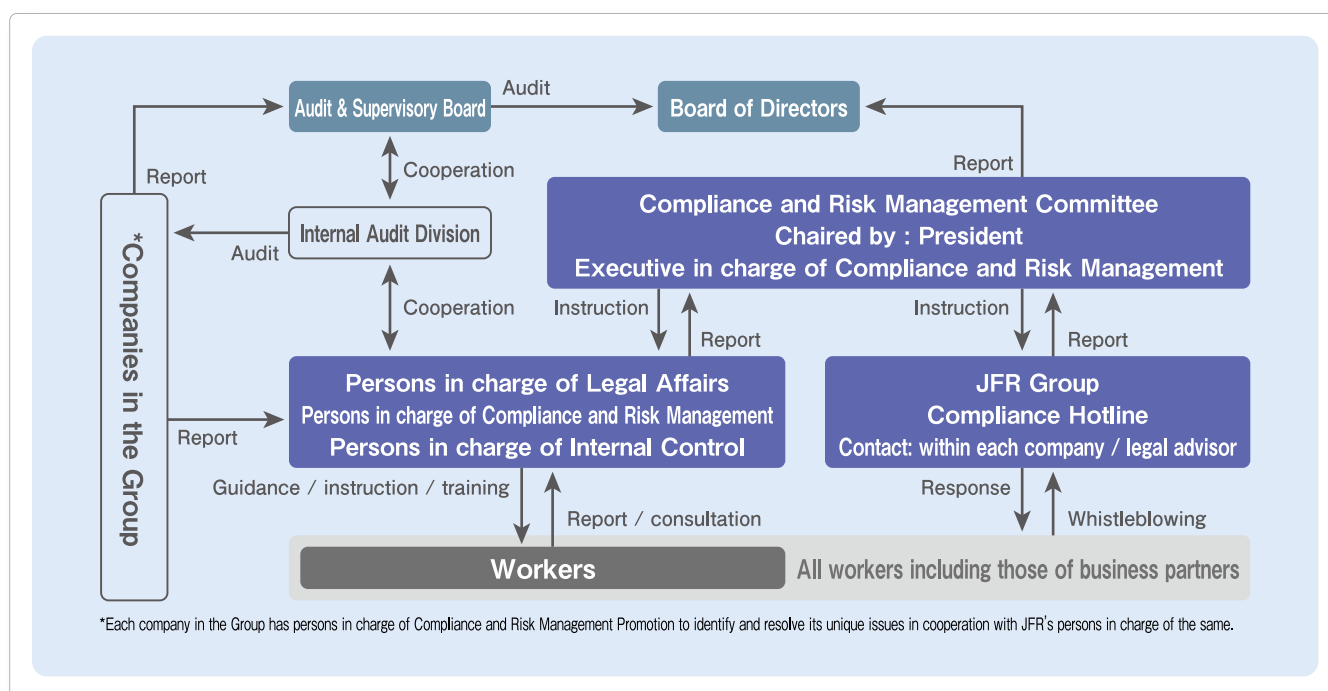 Audit & Supervisory Board
Audit
Board of Directors
Report
Cooperation
Report
*Companies in the Group
Internal Audit Division
Audit
Compliance and Risk Management Committee
Chaired by : President
Executive in charge of Compliance and Risk Management
Cooperation
Instruction
Report
Instruction
Report
Persons in charge of Legal Affairs
Persons in charge of Compliance and Risk Management
Persons in charge of Internal Control
JFR Group
Compliance Hotline
Contact: within each company / legal advisor
Report
Guidance / instruction / training
Report / consultation
Response
Whistleblowing
Workers
All workers including those of business partners
*Each company in the Group has persons in charge of Compliance and Risk Management Promotion to identify and resolve its unique issues in cooperation with JFR's persons in charge of the same.